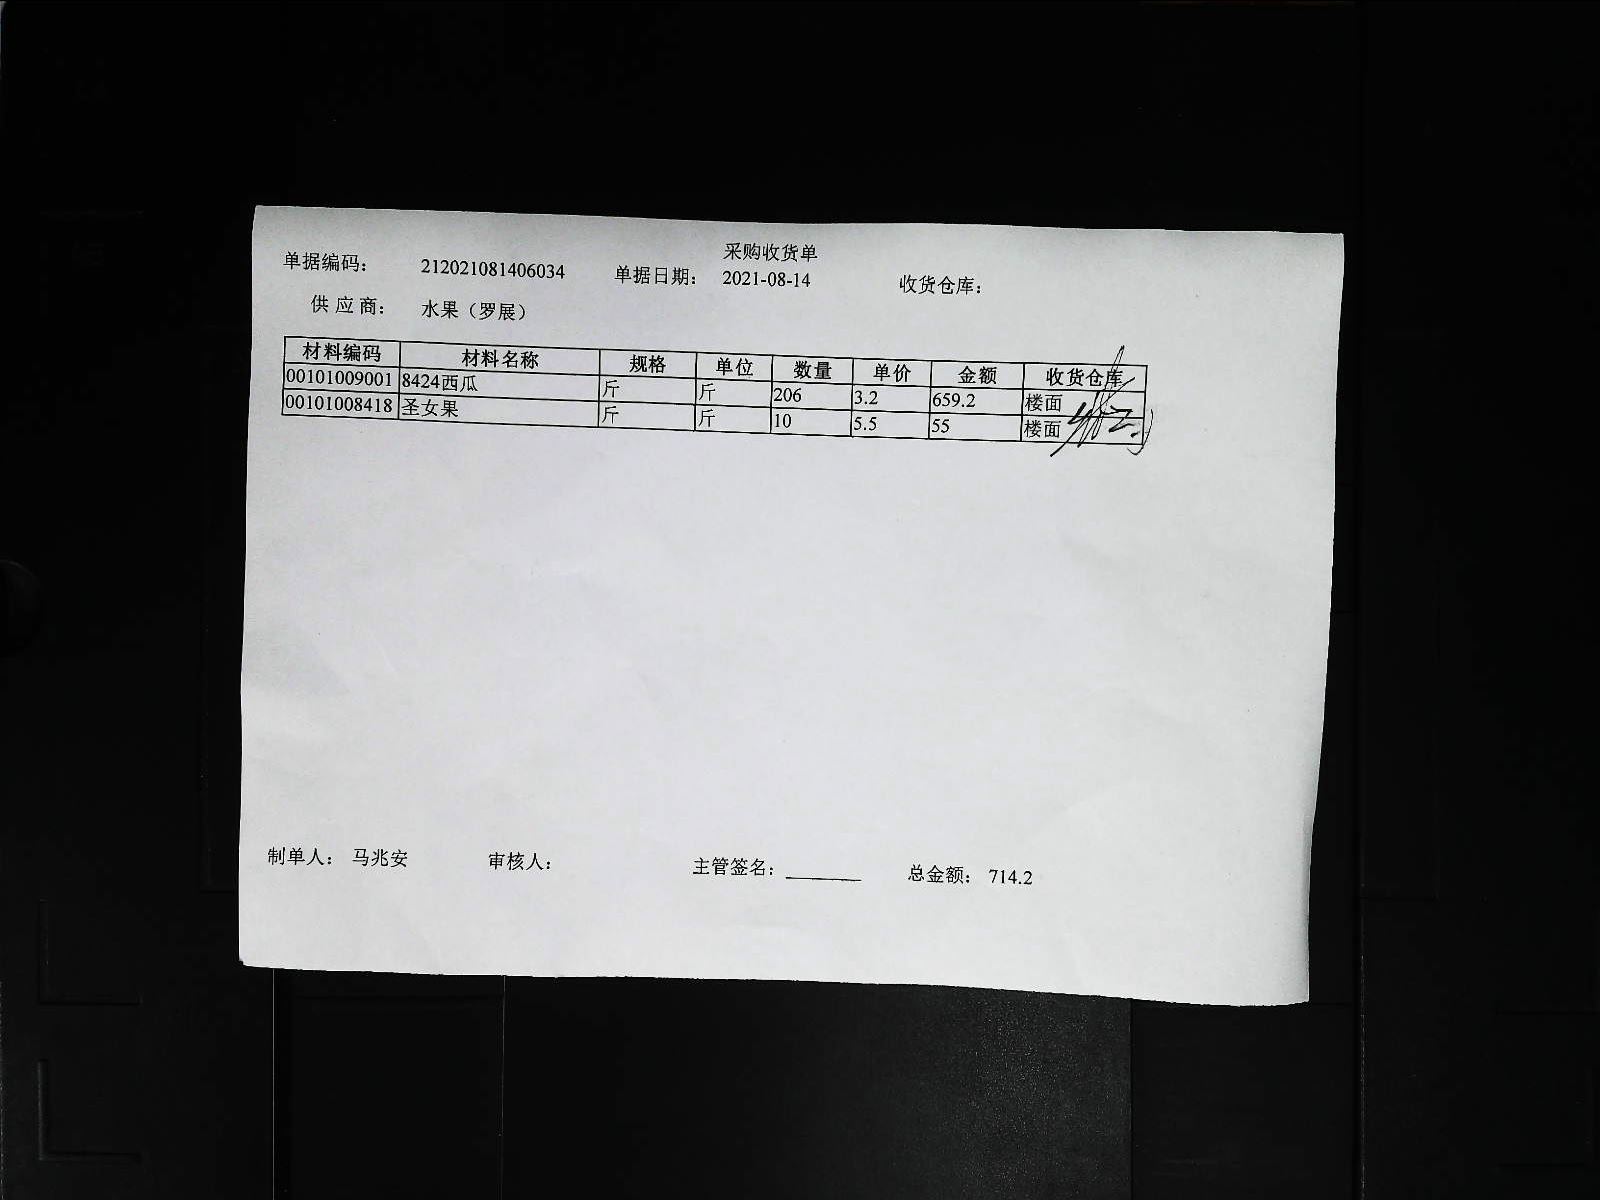 采购收货单
单据编码： 212021081406034 单据日期： 2021-08-14 收货仓库：
供 应 商： 水果（罗展）
材料编码 材料名称 规格 单位 数量 单价 金额 收货仓库
00101009001 8424西瓜 斤 斤 206 3.2 659.2 楼面
00101008418 圣女果 斤 斤 10 5.5 55 楼面
制单人： 马兆安 审核人： 主管签名： ________ 总金额： 714.2